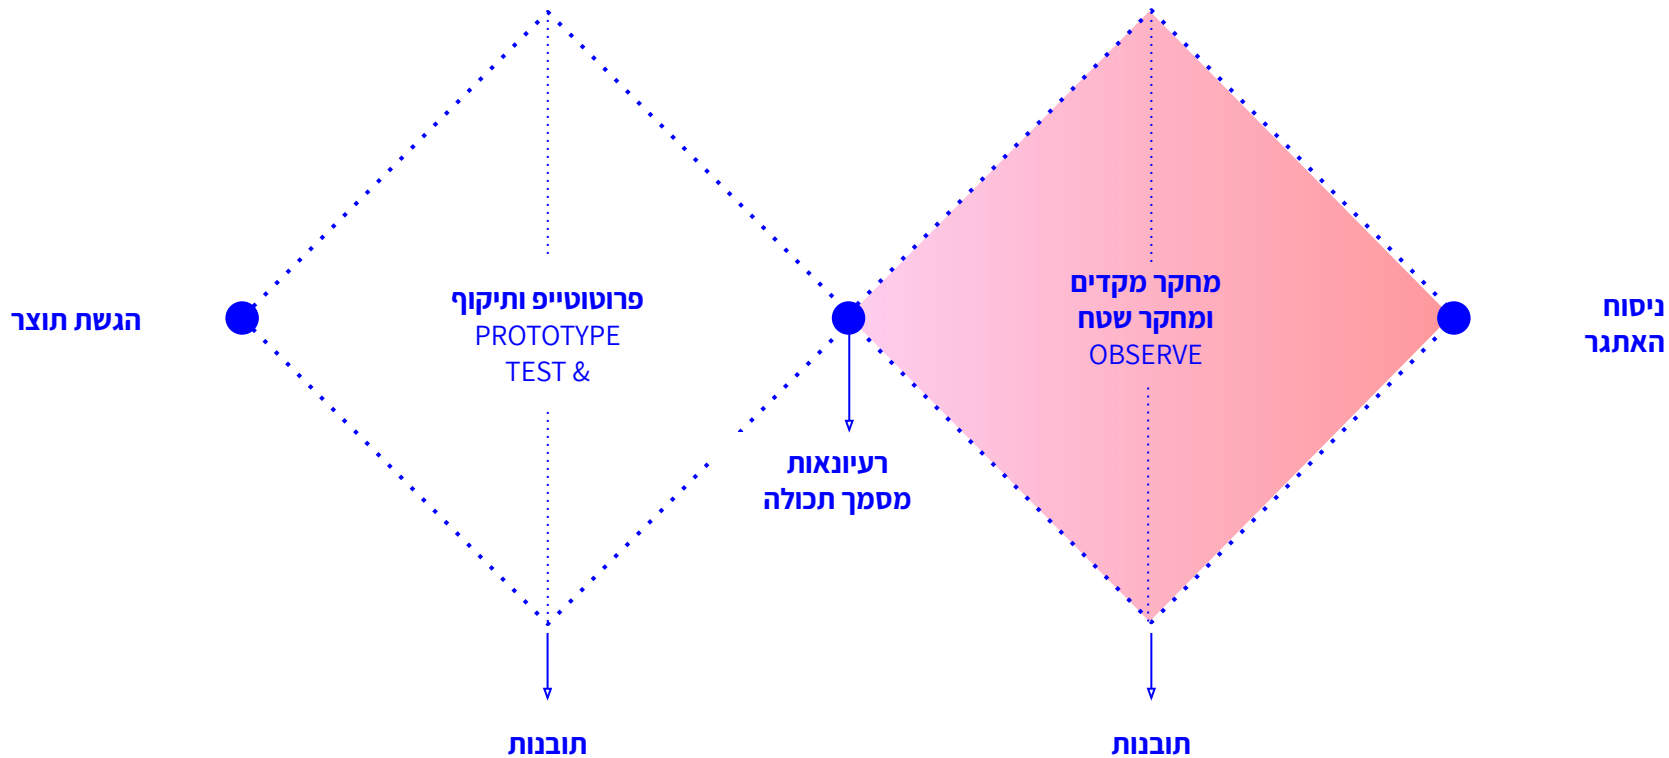 ניסוח
האתגר
מחקר מקדים
ומחקר שטח
OBSERVE
תובנות
רעיונאות
מסמך תכולה
פרוטוטייפ ותיקוף
PROTOTYPE
TEST &
תובנות
הגשת תוצר